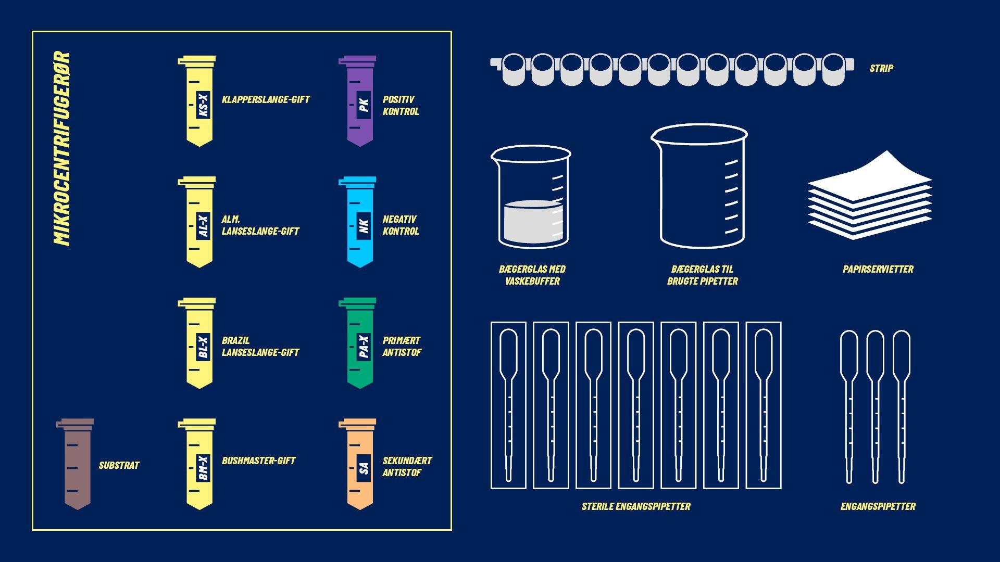 MIKROCENTRIFUGERØR
KS-X
KLAPPERSLANGE-GIFT
PK
POSITIV
KONTROL
AL-X
ALM.
LANSESLANGE-GIFT
NK
NEGATIV
KONTROL
BL-X
BRAZIL
LANSESLANGE-GIFT
PA-X
PRIMÆRT
ANTISTOF
SUBSTRAT
BM-X
BUSHMASTER-GIFT
SA
SEKUNDÆRT
ANTISTOF
STRIP
BÆGERGLAS MED
VASKEBUFFER
BÆGERGLAS TIL
BRUGTE PIPETTER
PAPIRSERVIETTER
STERILE ENGANGSPIPETTER
ENGANGSPIPETTER